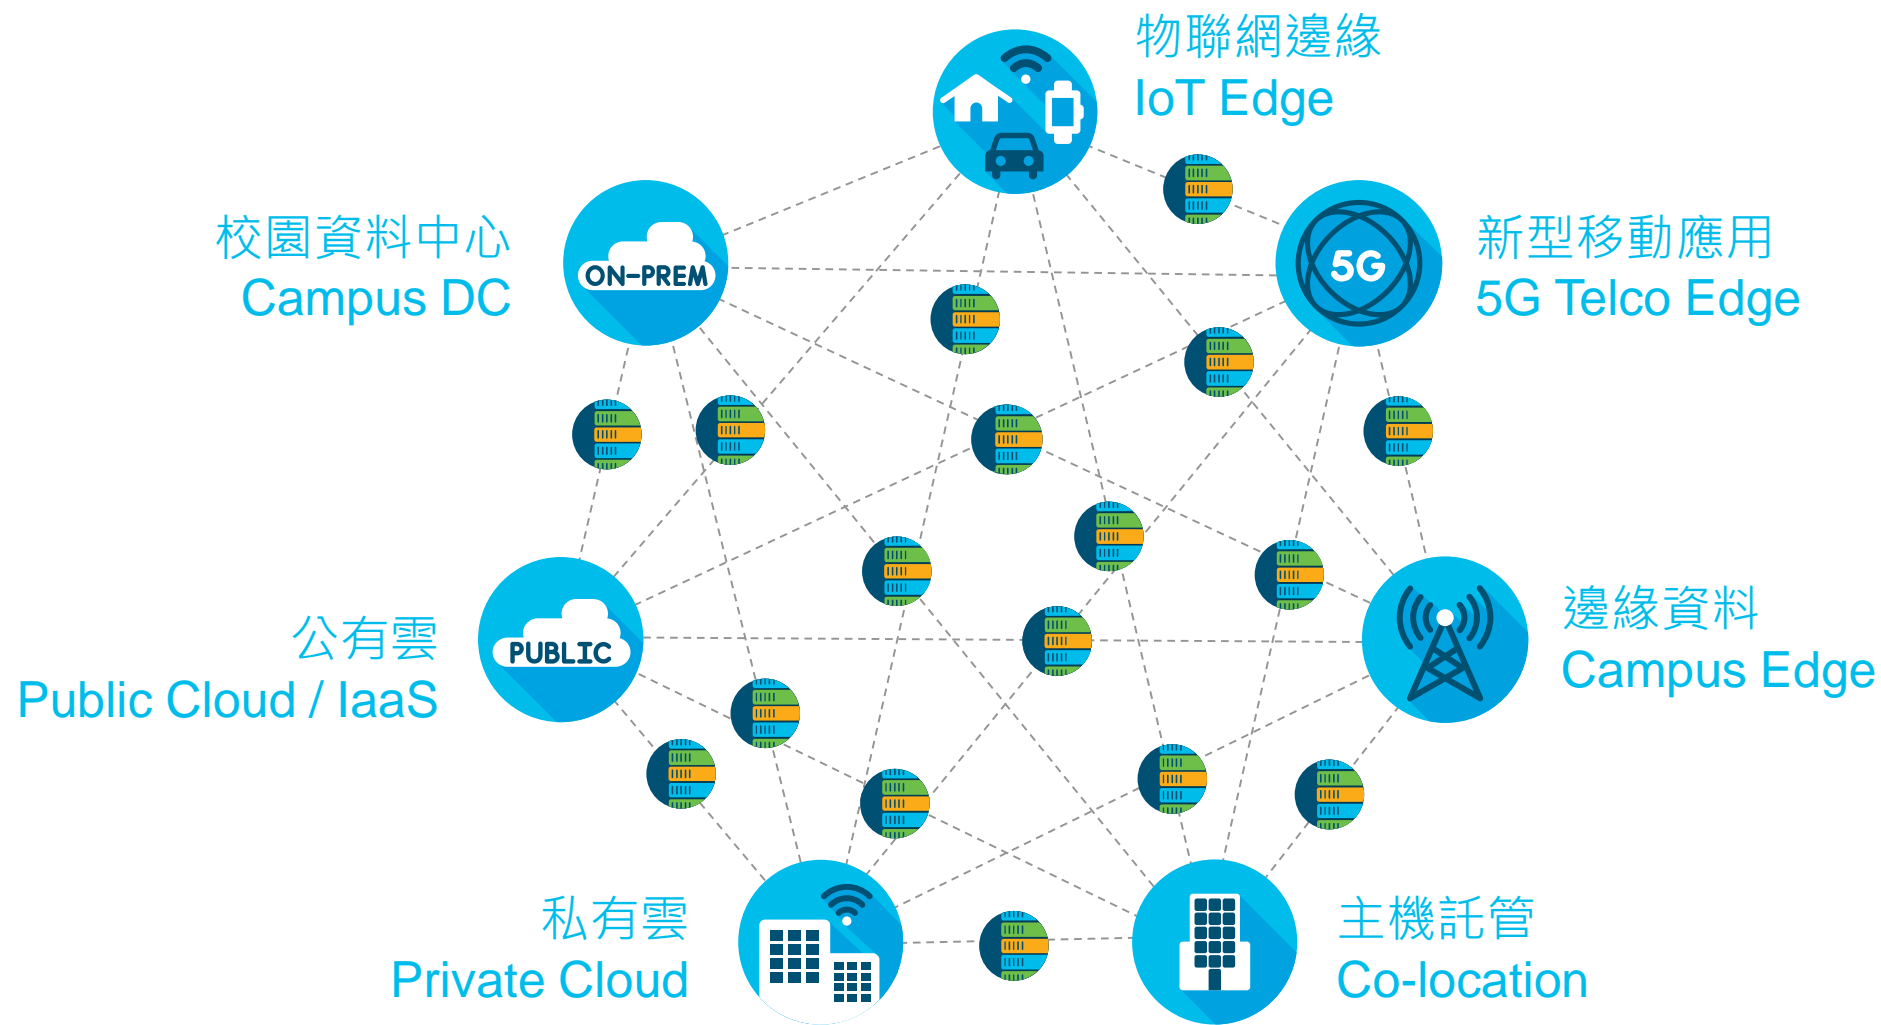 物聯網邊緣
IoT Edge
校園資料中心
Campus DC
ON-PREM
5G
新型移動應用
5G Telco Edge
公有雲
Public Cloud / IaaS
PUBLIC
邊緣資料
Campus Edge
私有雲
Private Cloud
主機託管
Co-location